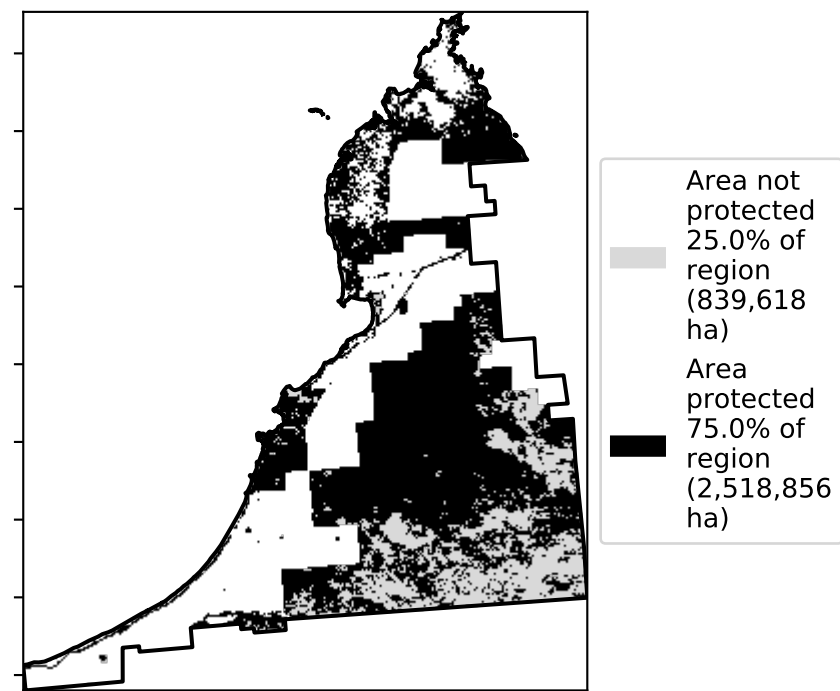 Area not
protected
25.0% of
region
(839,618
ha)
Area
protected
75.0% of
region
(2,518,856
ha)